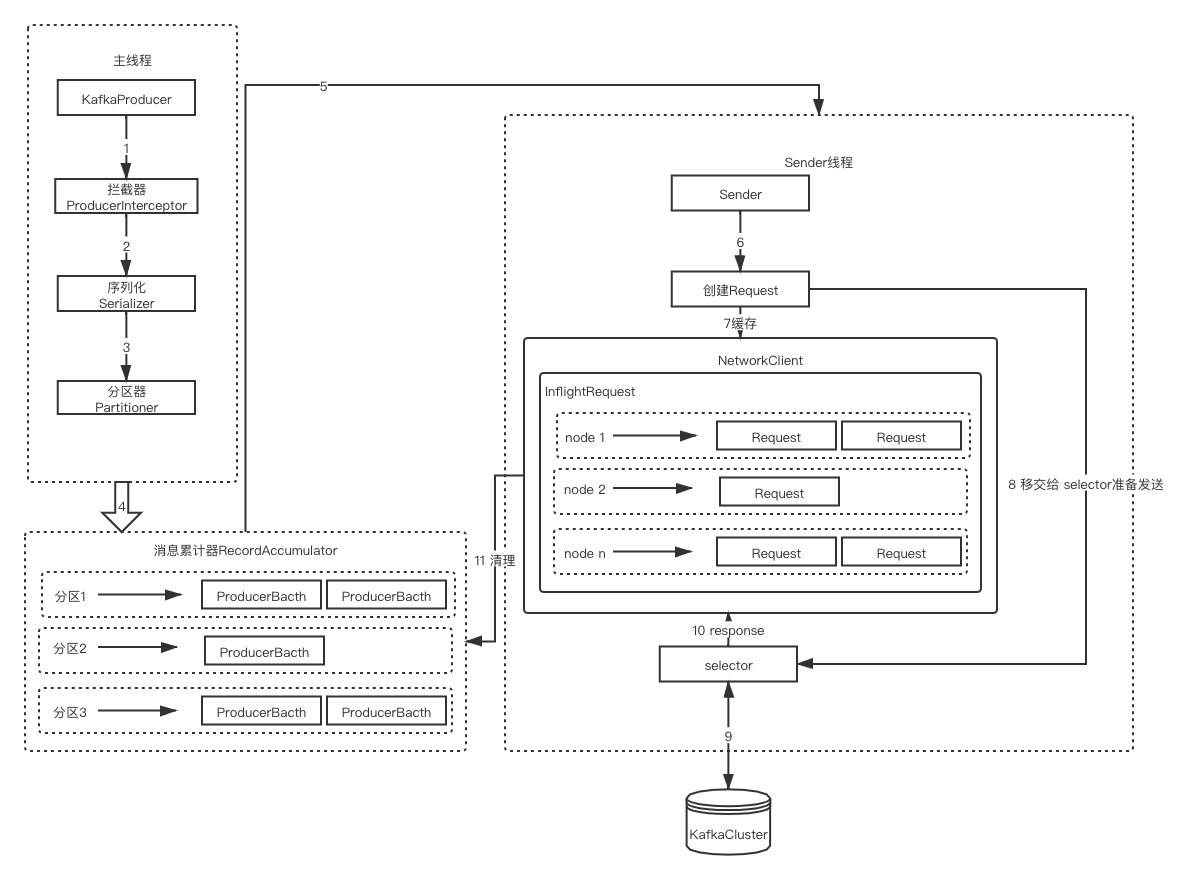 主线程
KafkaProducer
1
拦截器
ProducerInterceptor
2
序列化
Serializer
3
分区器
Partitioner
4
消息累计器RecordAccumulator
分区1
ProducerBacth
ProducerBacth
分区2
ProducerBacth
分区3
ProducerBacth
ProducerBacth
5
Sender线程
Sender
6
创建Request
7缓存
NetworkClient
InflightRequest
node 1
Request
Request
node 2
Request
node n
Request
Request
8 移交给 selector准备发送
11 清理
10 response
selector
9
KafkaCluster